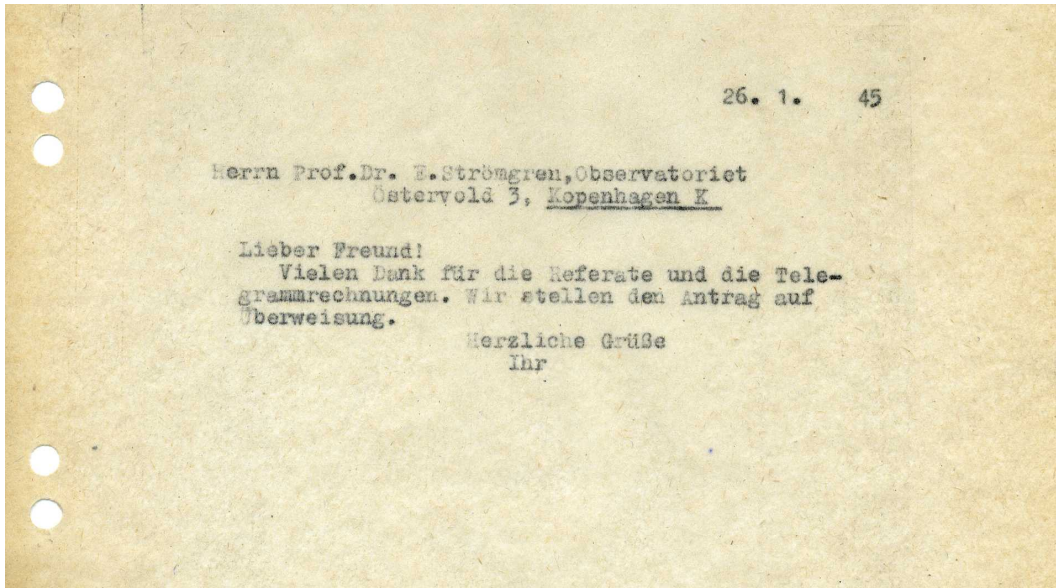 26. 1. 45
Herrn Prof.Dr. E.Strömgren,Observatoriet
Östervold 3, Kopenhagen K
Lieber Freund!
Vielen Dank für die Referate und die Tele-
grammrechnungen. Wir stellen den Antrag auf
Überweisung.
Herzliche Grüße
Ihr